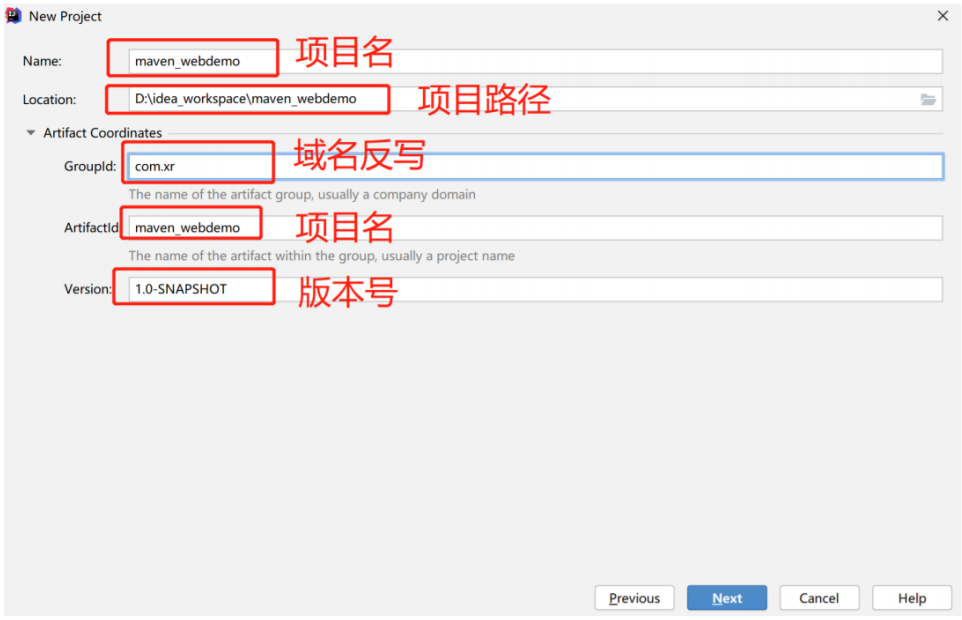 New Project
Name: maven_webdemo 项目名
Location: D:\idea_workspace\maven_webdemo 项目路径
Artifact Coordinates
GroupId: com.xr 域名反写
The name of the artifact group, usually a company domain
ArtifactId maven_webdemo 项目名
The name of the artifact within the group, usually a project name
Version: 1.0-SNAPSHOT 版本号
Previous Next Cancel Help